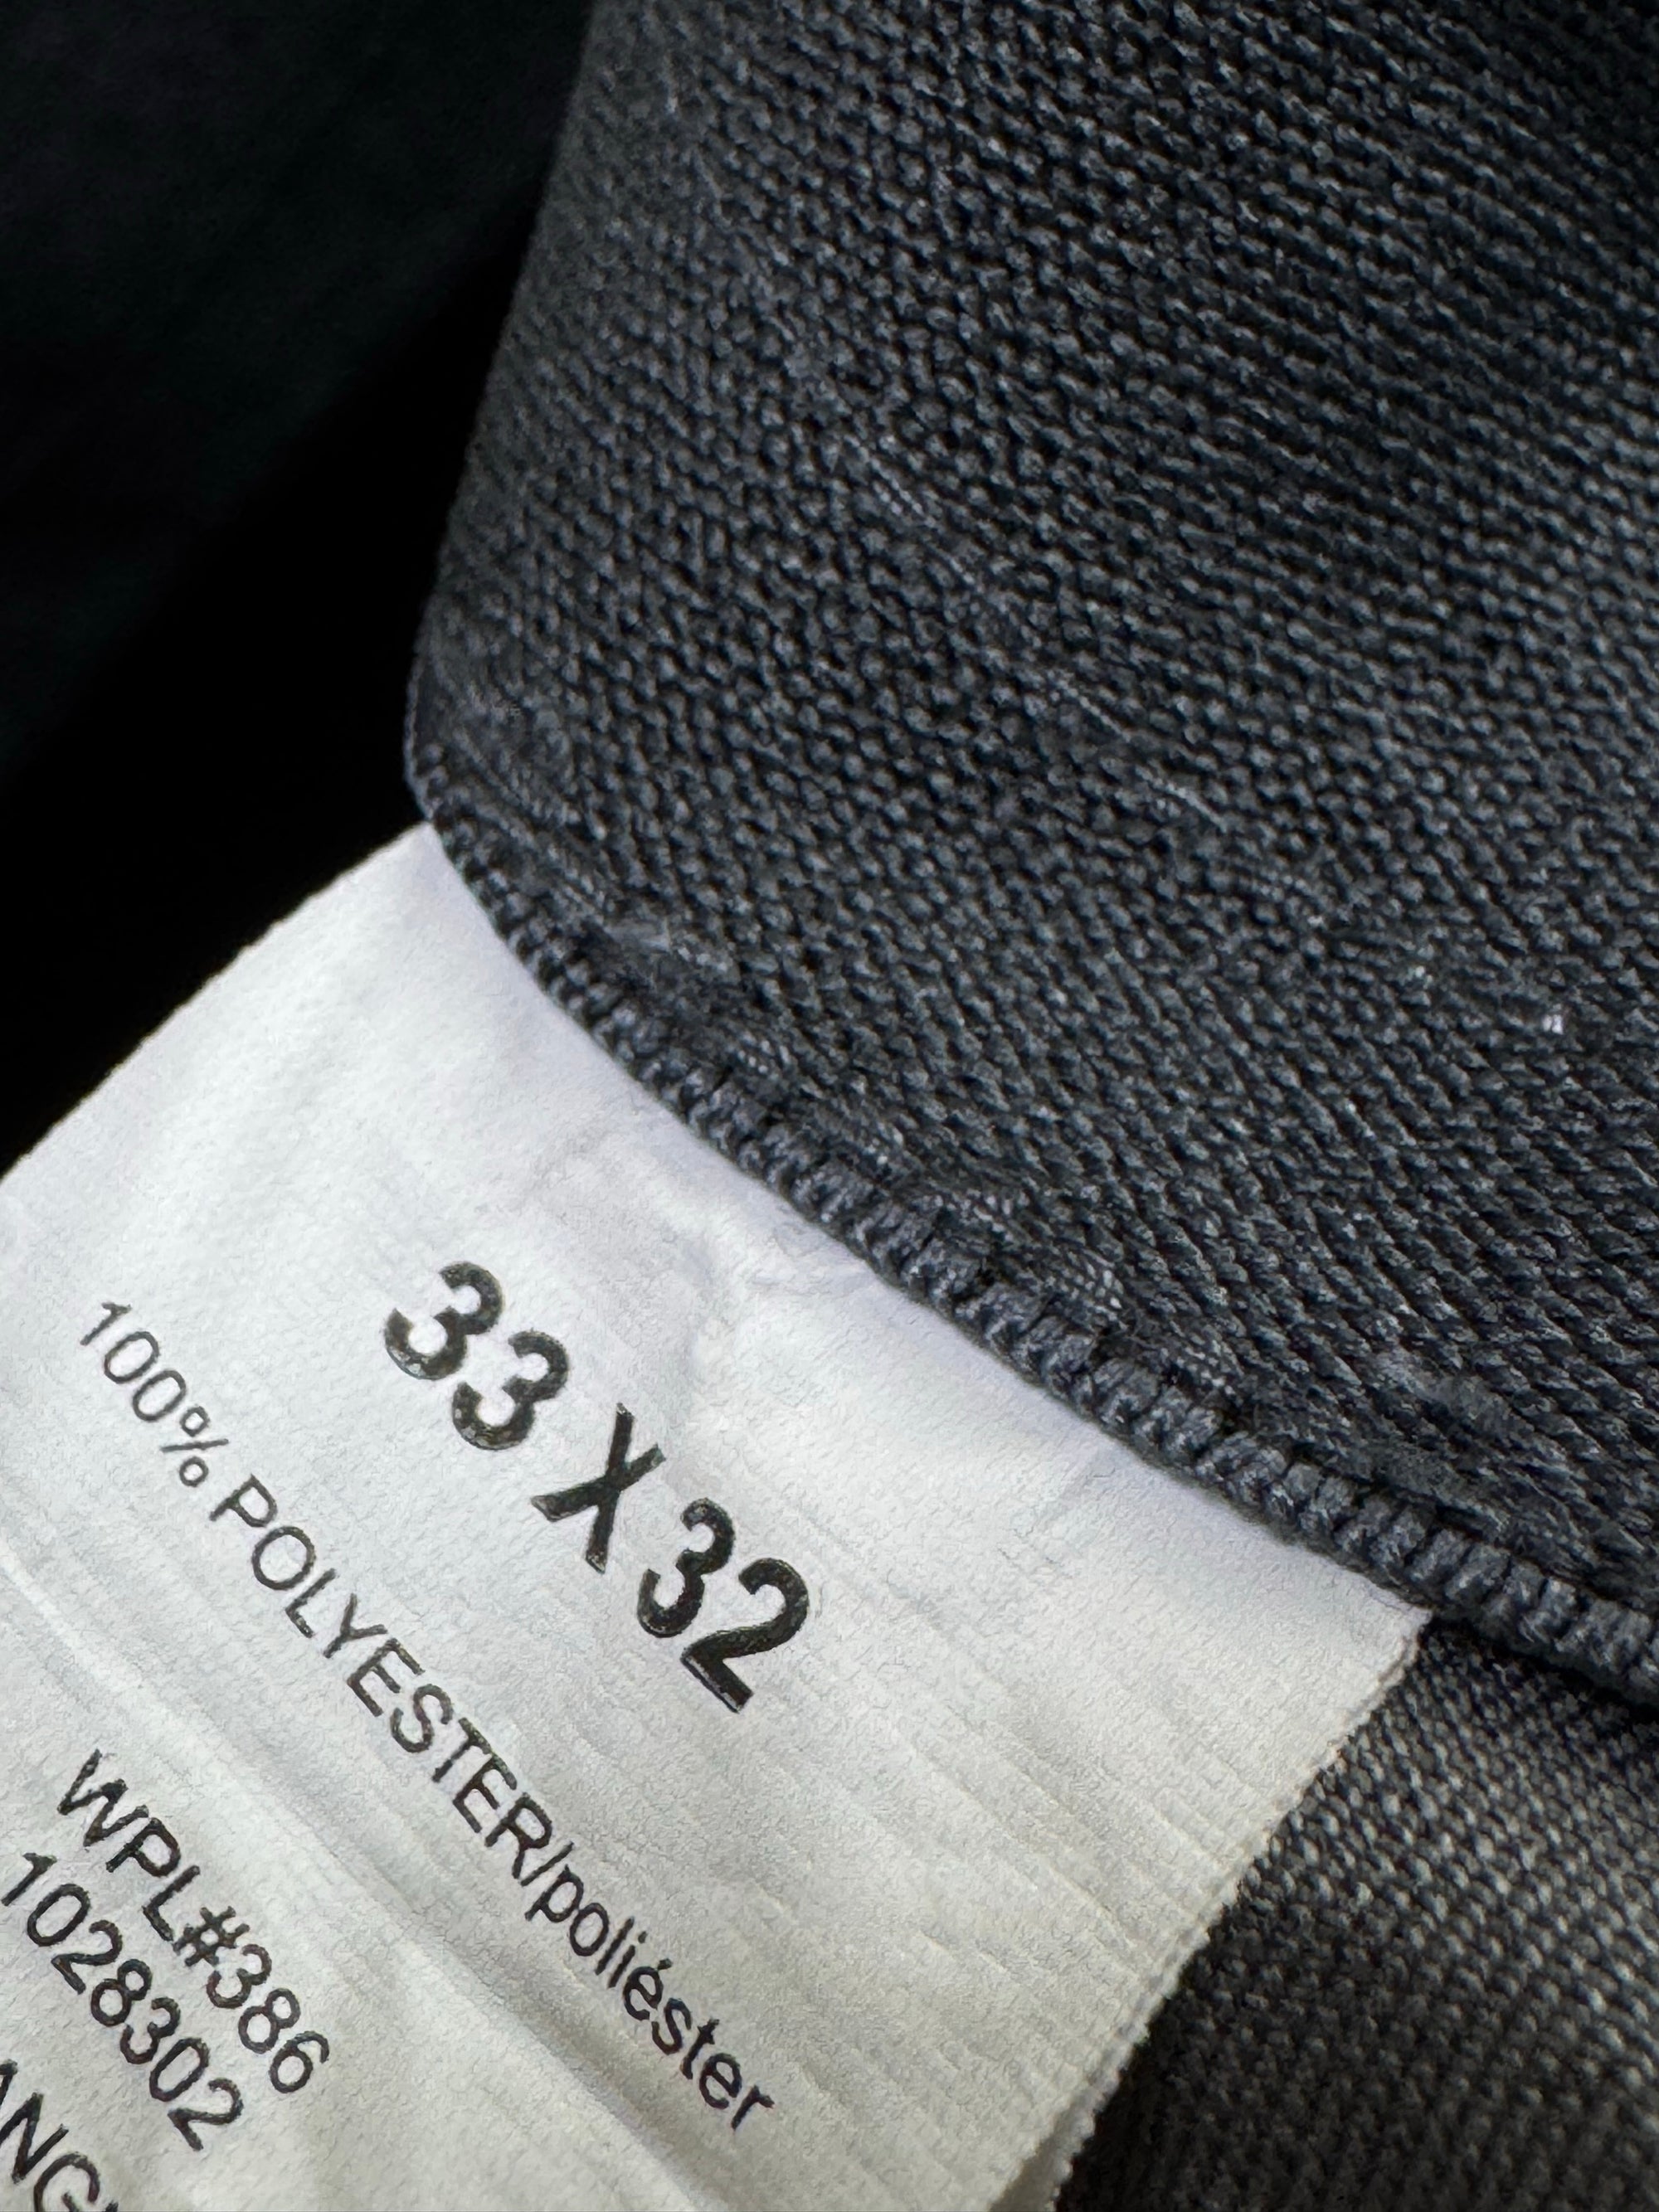 33 X 32
100% POLYESTER/poliéster
WPL#386
1028302